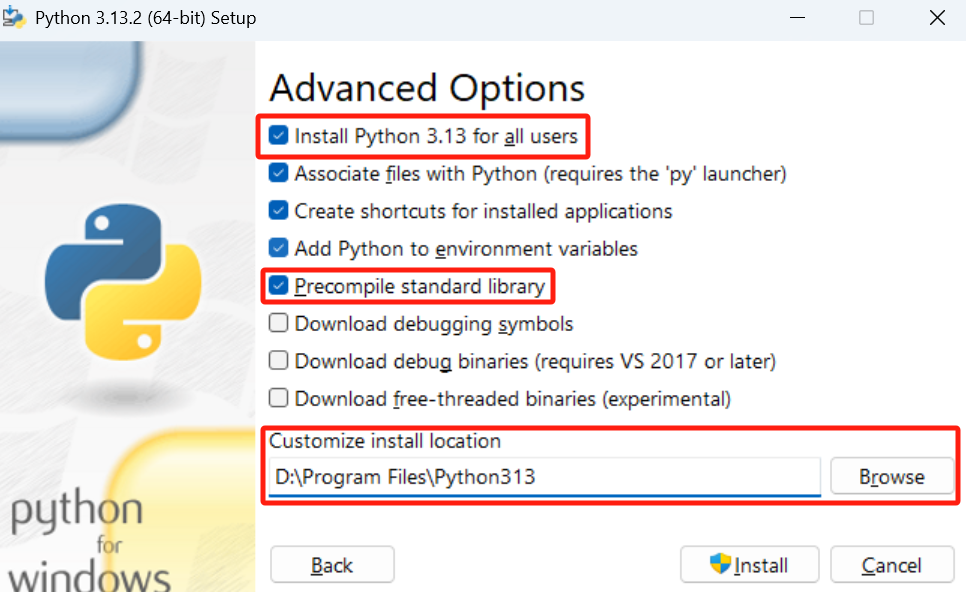 Python 3.13.2 (64-bit) Setup
Advanced Options
Install Python 3.13 for all users
Associate files with Python (requires the 'py' launcher)
Create shortcuts for installed applications
Add Python to environment variables
Precompile standard library
Download debugging symbols
Download debug binaries (requires VS 2017 or later)
Download free-threaded binaries (experimental)
Customize install location
D:\Program Files\Python313
Browse
python
for
windows
Back
Install
Cancel